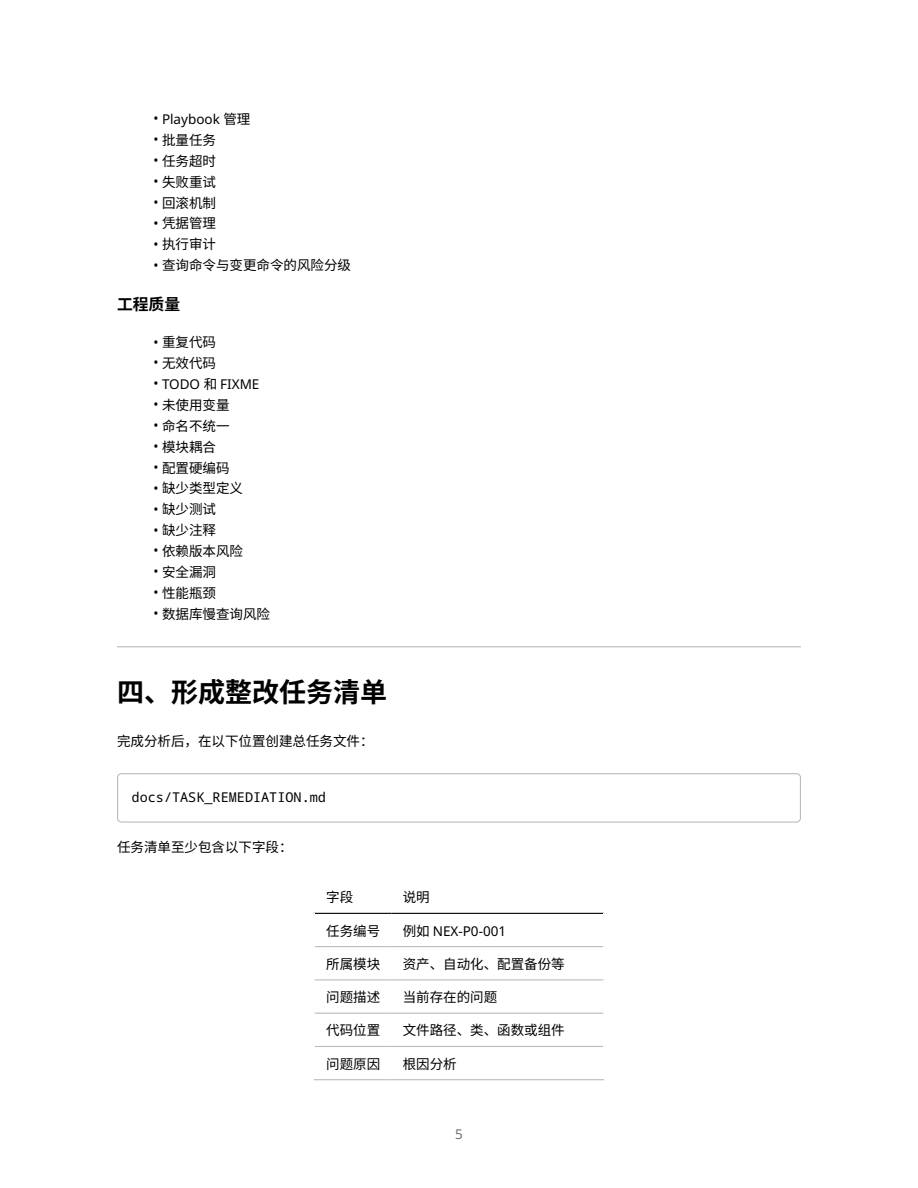 • Playbook 管理
• 批量任务
• 任务超时
• 失败重试
• 回滚机制
• 凭据管理
• 执行审计
• 查询命令与变更命令的风险分级
工程质量
• 重复代码
• 无效代码
• TODO 和 FIXME
• 未使用变量
• 命名不统一
• 模块耦合
• 配置硬编码
• 缺少类型定义
• 缺少测试
• 缺少注释
• 依赖版本风险
• 安全漏洞
• 性能瓶颈
• 数据库慢查询风险
四、形成整改任务清单
完成分析后，在以下位置创建总任务文件：
docs/TASK_REMEDIATION.md
任务清单至少包含以下字段：
字段 说明
任务编号 例如 NEX-P0-001
所属模块 资产、自动化、配置备份等
问题描述 当前存在的问题
代码位置 文件路径、类、函数或组件
问题原因 根因分析
5